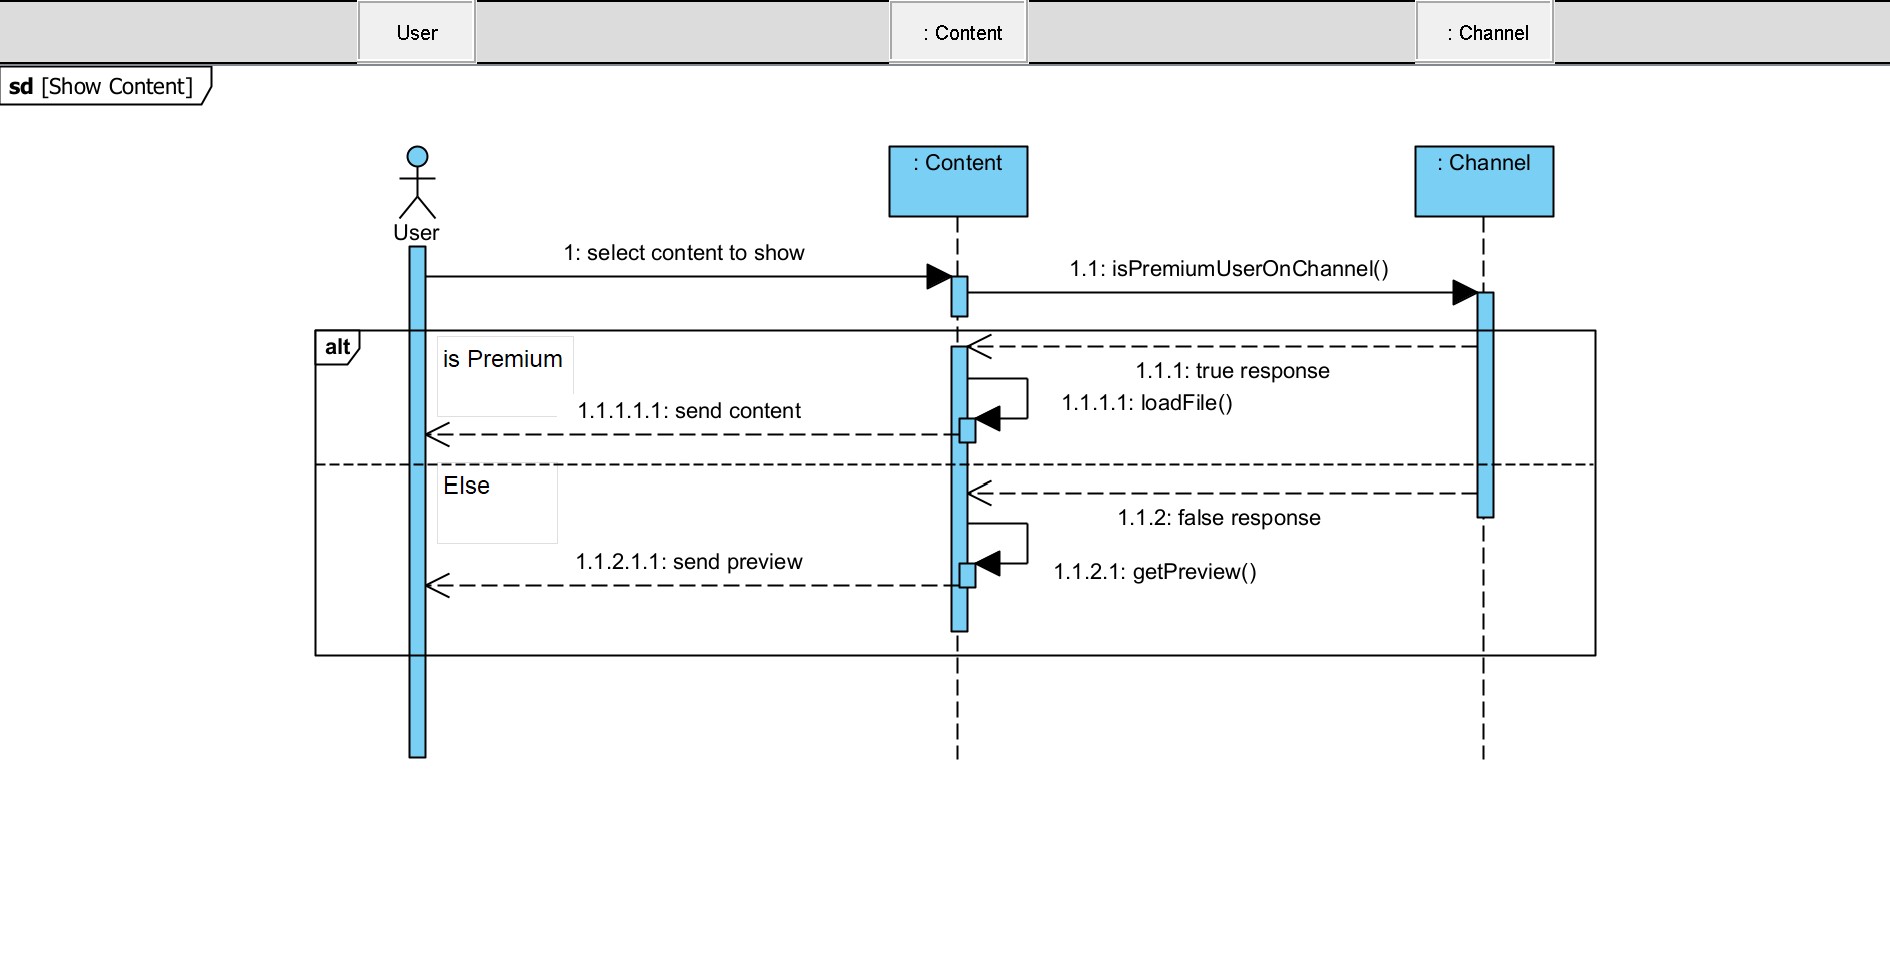 User
: Content
: Channel
sd [Show Content]
: Content
: Channel
User
1: select content to show
1.1: isPremiumUserOnChannel()
alt
is Premium
1.1.1: true response
1.1.1.1: loadFile()
1.1.1.1.1: send content
Else
1.1.2: false response
1.1.2.1.1: send preview
1.1.2.1: getPreview()